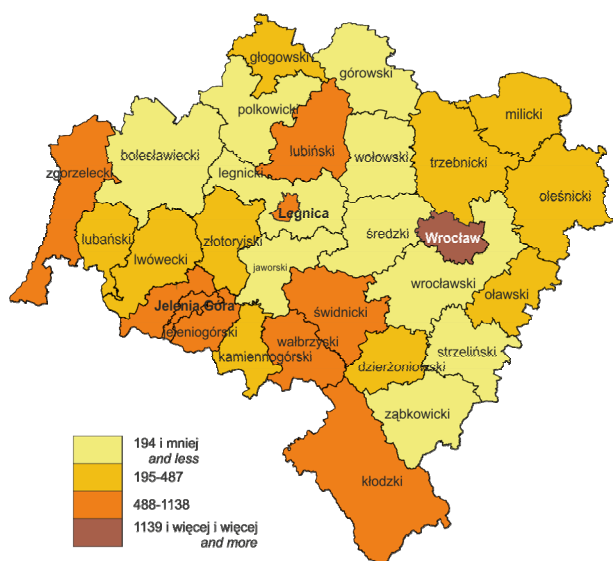 głogowski
górowski
milicki
polkowicki
lubiński
wołowski
trzebnicki
bolesławiecki
zgorzelecki
legnicki
oleśnicki
Legnica
lubański
złotoryjski
średzki
Wrocław
lwówecki
jaworski
wrocławski
oławski
Jelenia Góra
świdnicki
jeleniogórski
wałbrzyski
strzeliński
kamiennogórski
dzierżoniowski
ząbkowicki
kłodzki
194 i mniej
and less
195-487
488-1138
1139 i więcej i więcej
and more